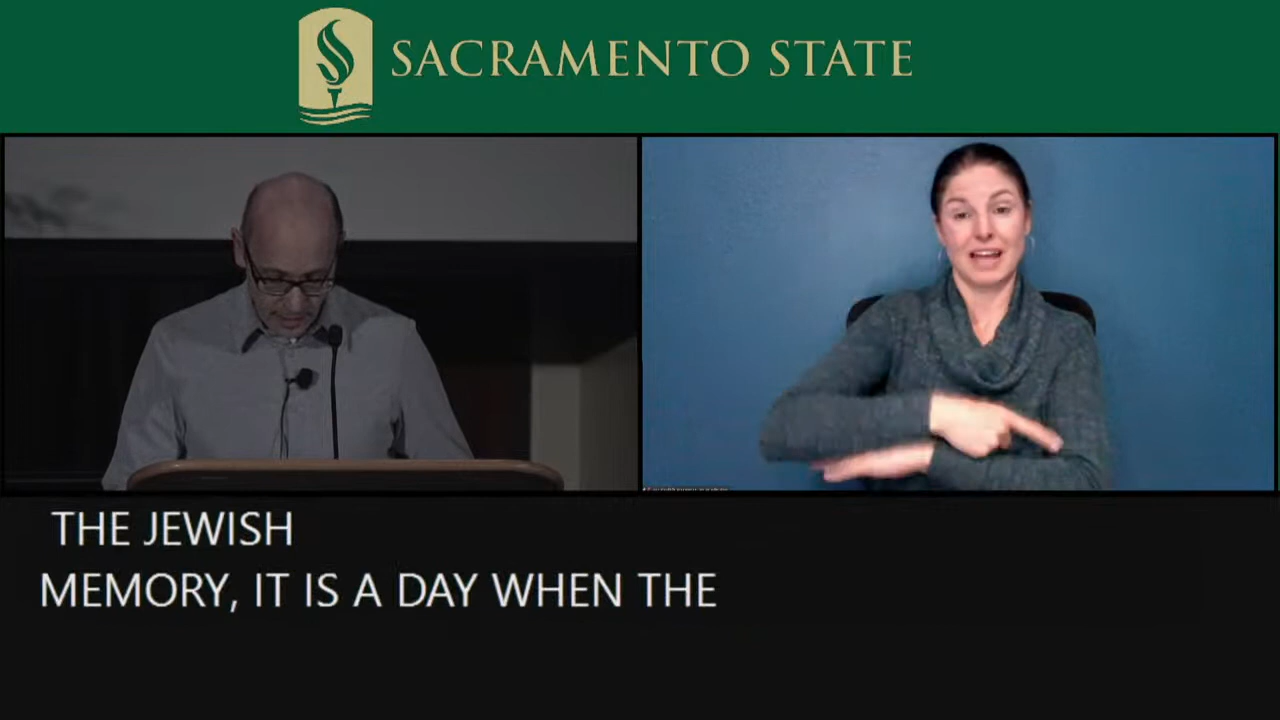 SACRAMENTO STATE
THE JEWISH
MEMORY, IT IS A DAY WHEN THE